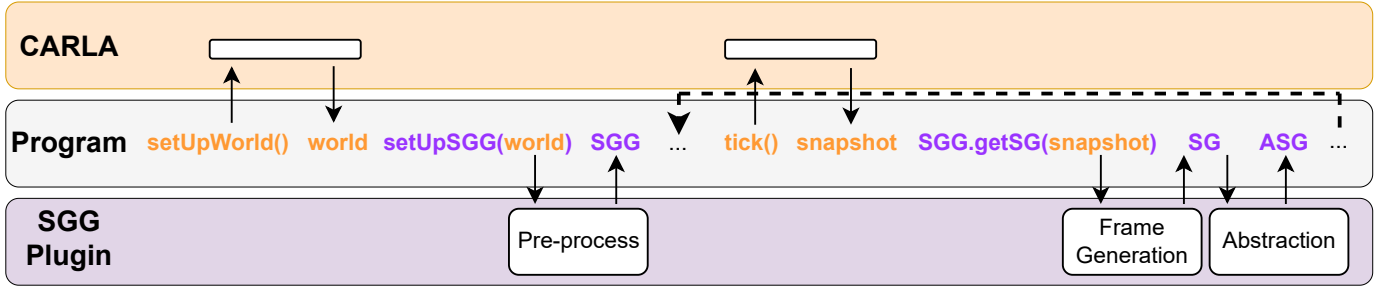 CARLA
Program setUpWorld() world setUpSGG(world) SGG ... tick() snapshot SGG.getSG(snapshot) SG ASG ...
SGG
Plugin
Pre-process
Frame
Generation
Abstraction